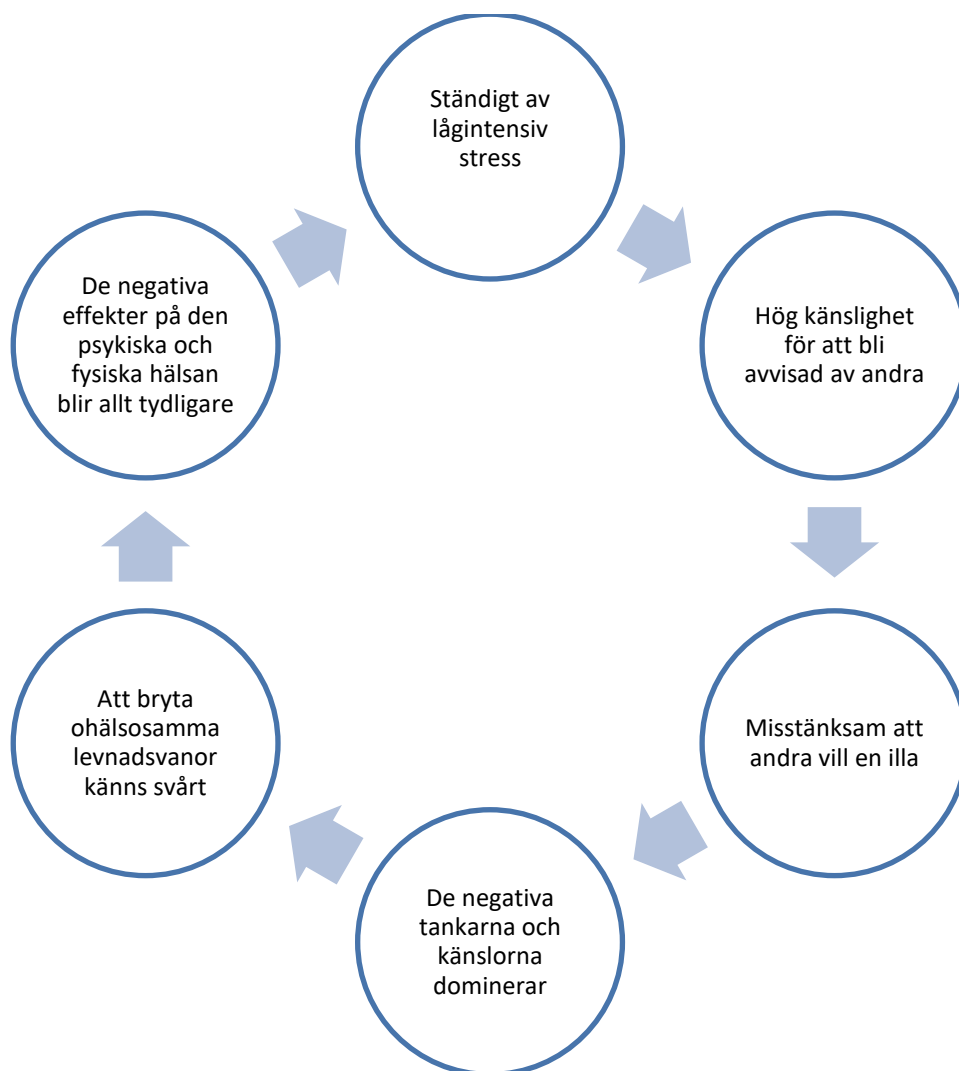 Ständigt av
lågintensiv
stress
Hög känslighet
för att bli
avvisad av andra
Misstänksam att
andra vill en illa
De negativa
tankarna och
känslorna
dominerar
Att bryta
ohälsosamma
levnadsvanor
känns svårt
De negativa
effekter på den
psykiska och
fysiska hälsan
blir allt tydligare